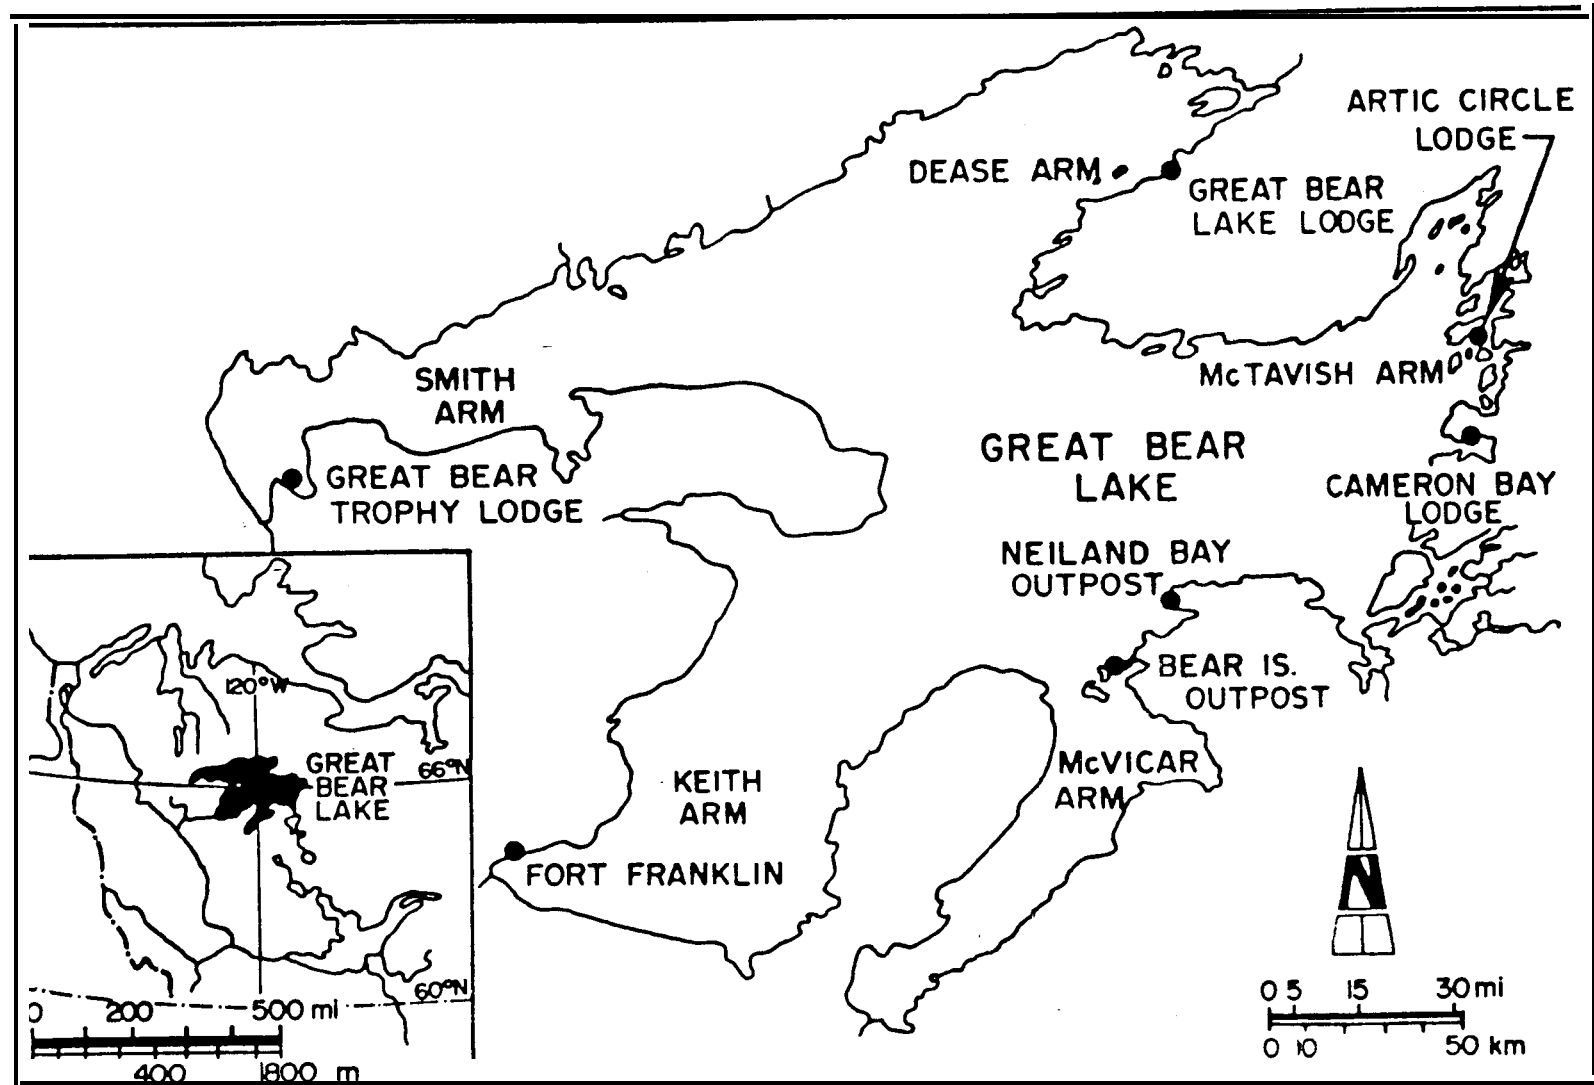 ARTIC CIRCLE
LODGE
DEASE ARM
GREAT BEAR
LAKE LODGE
McTAVISH ARM
SMITH
ARM
GREAT BEAR
TROPHY LODGE
GREAT BEAR
LAKE
CAMERON BAY
LODGE
NEILAND BAY
OUTPOST
BEAR IS.
OUTPOST
McVICAR
ARM
KEITH
ARM
FORT FRANKLIN
120°W
GREAT
BEAR
LAKE
66°N
60°N
0 200 500 mi
400 1800 m
N
0 5 15 30 mi
0 10 50 km